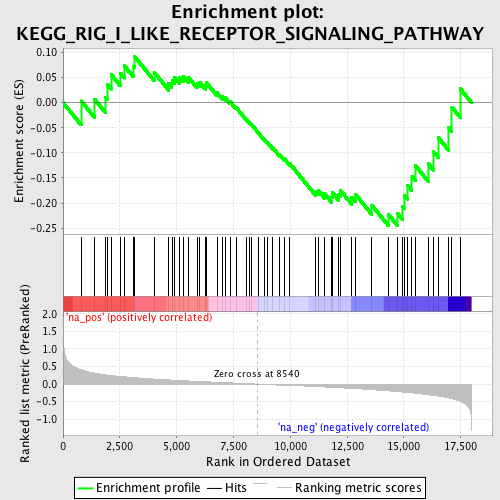 Enrichment plot:
KEGG_RIG_I_LIKE_RECEPTOR_SIGNALING_PATHWAY
Enrichment score (ES)
0.10
0.05
0.00
-0.05
-0.10
-0.15
-0.20
-0.25
'na_pos' (positively correlated)
Ranked list metric (PreRanked)
2.0
1.5
1.0
0.5
0.0
-0.5
-1.0
Zero cross at 8540
'na_neg' (negatively correlated)
0
2,500
5,000
7,500
10,000
12,500
15,000
17,500
Rank in Ordered Dataset
Enrichment profile
Hits
Ranking metric scores